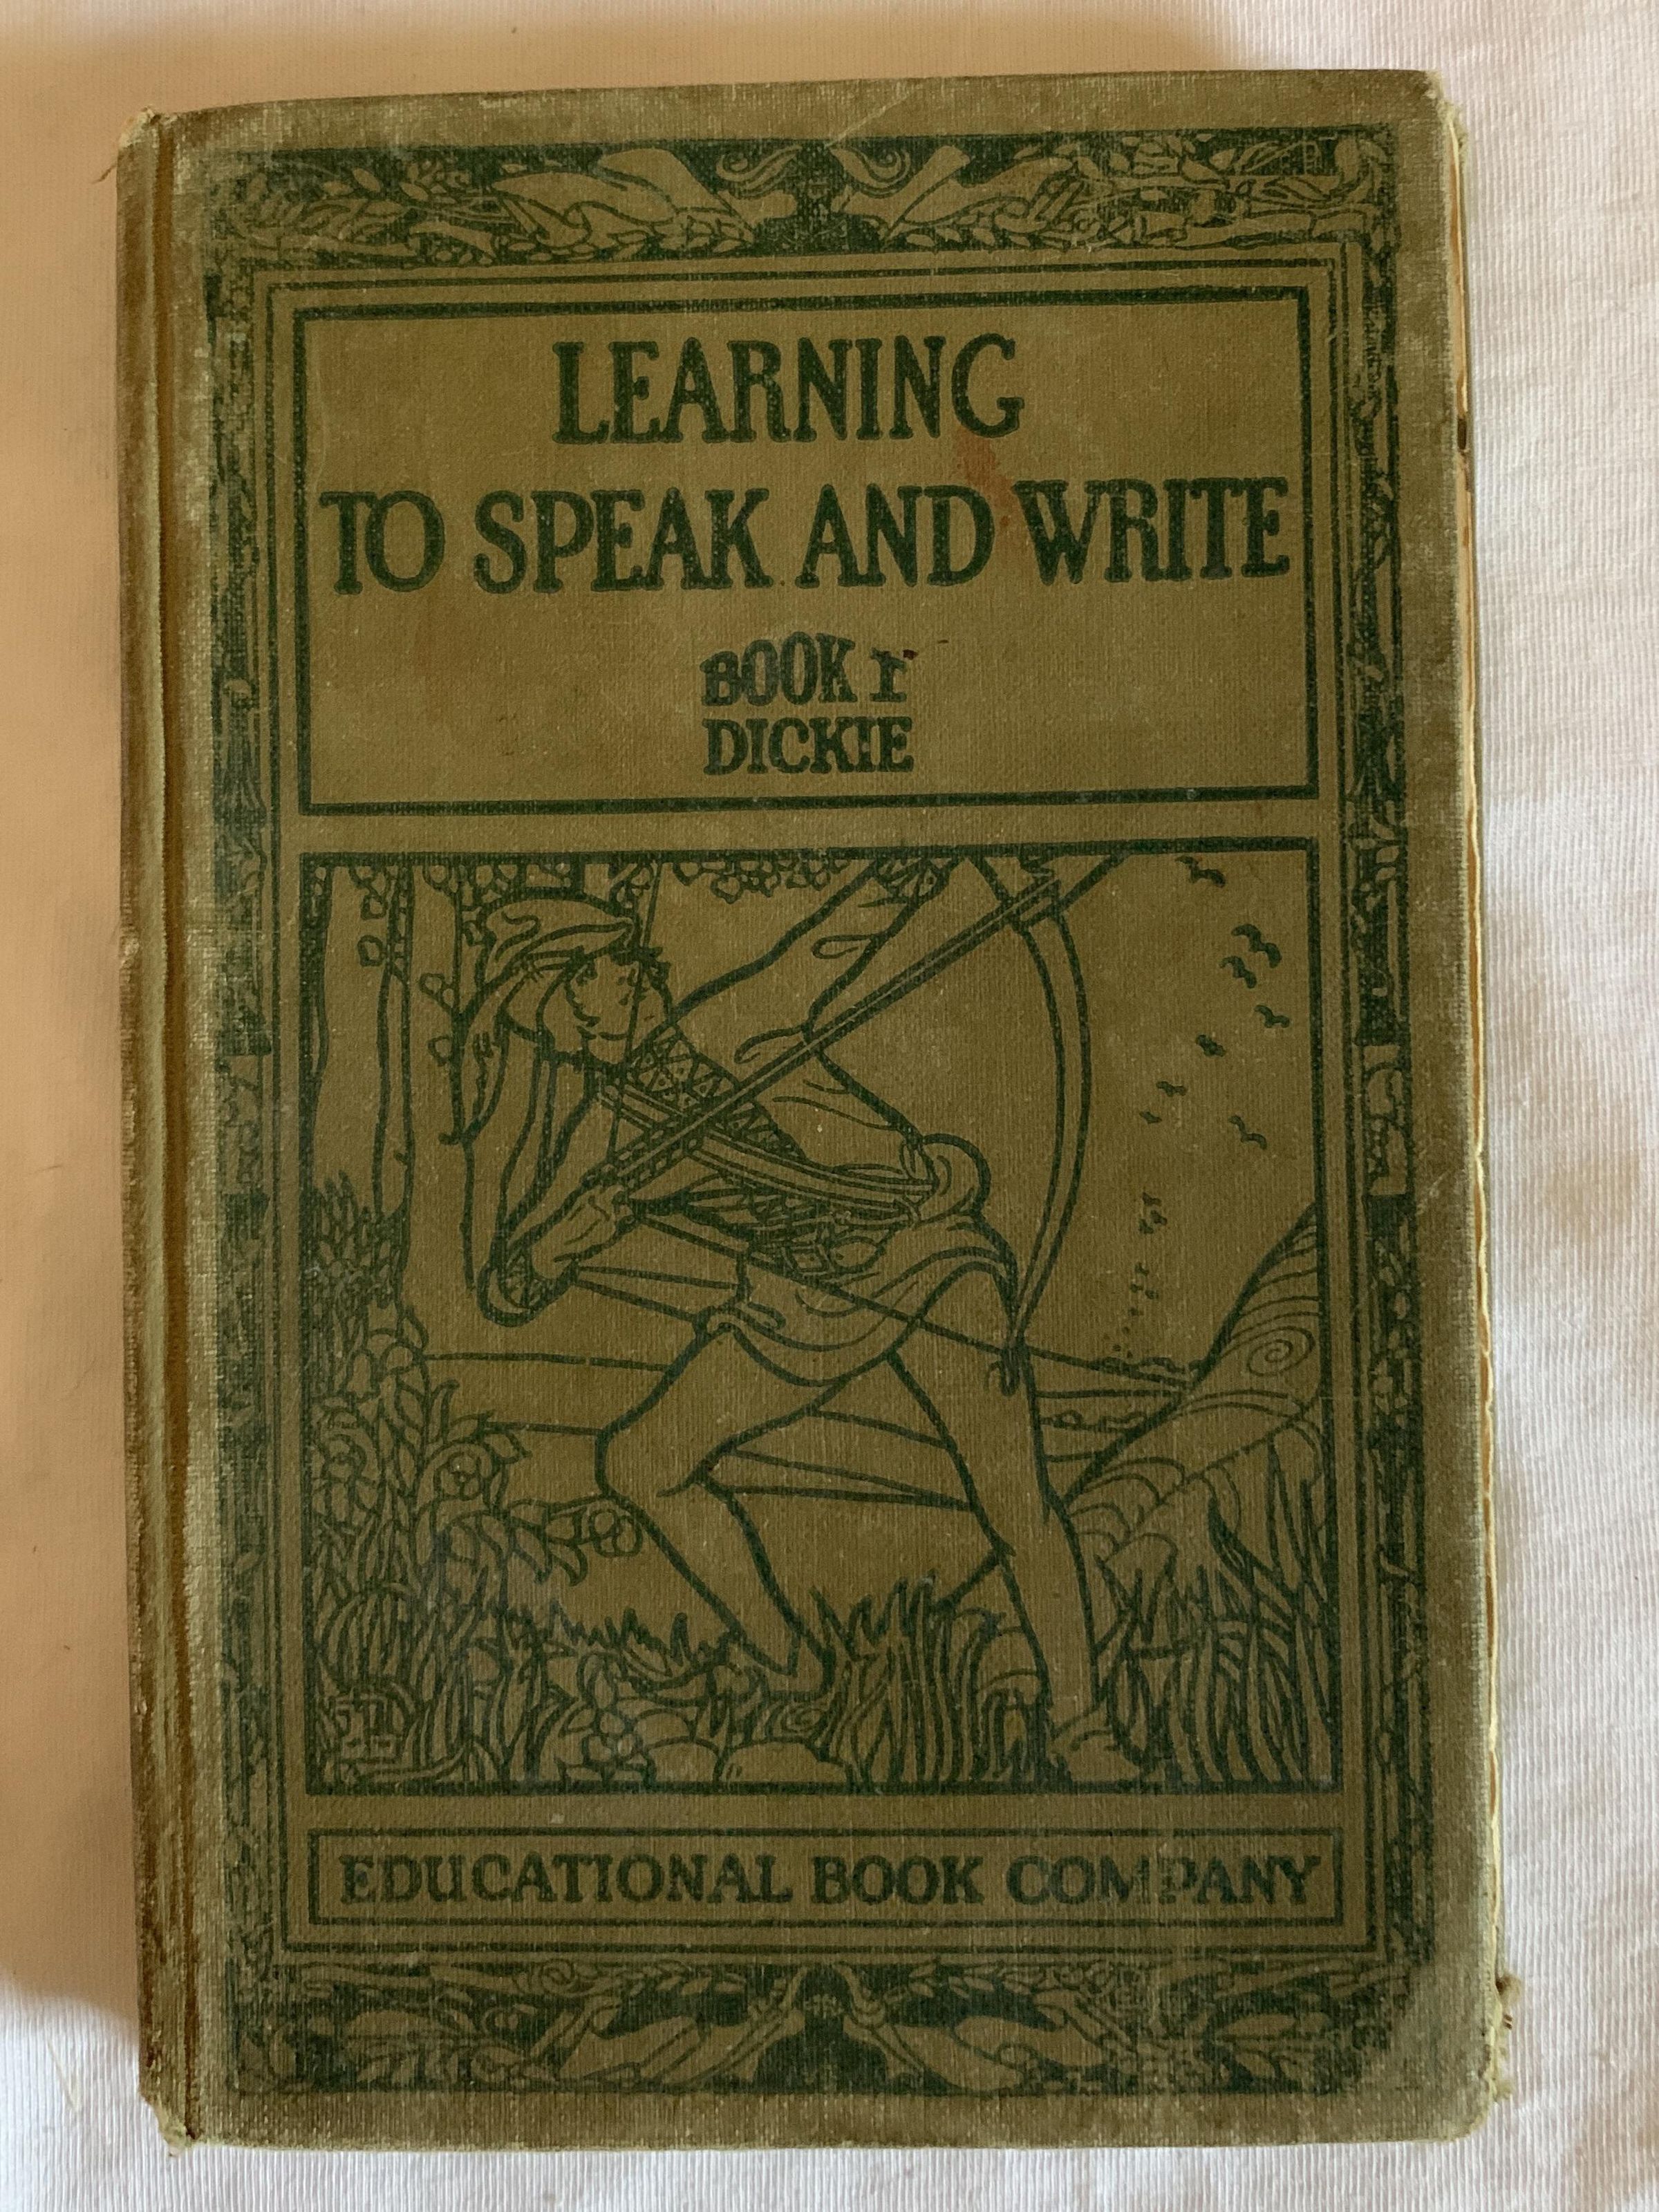 LEARNING
TO SPEAK AND WRITE
BOOK I
DICKIE
EDUCATIONAL BOOK COMPANY